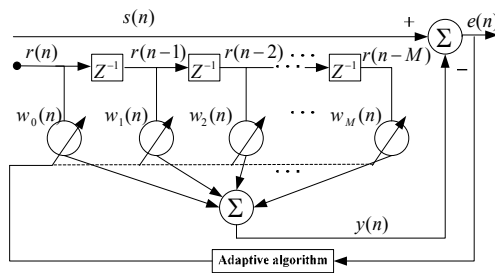 s(n) + Σ e(n)
−
r(n) r(n-1) r(n-2) ··· r(n-M)
Z⁻¹ Z⁻¹ ··· Z⁻¹
w₀(n) w₁(n) w₂(n) ··· w_M(n)
···
Σ
y(n)
Adaptive algorithm